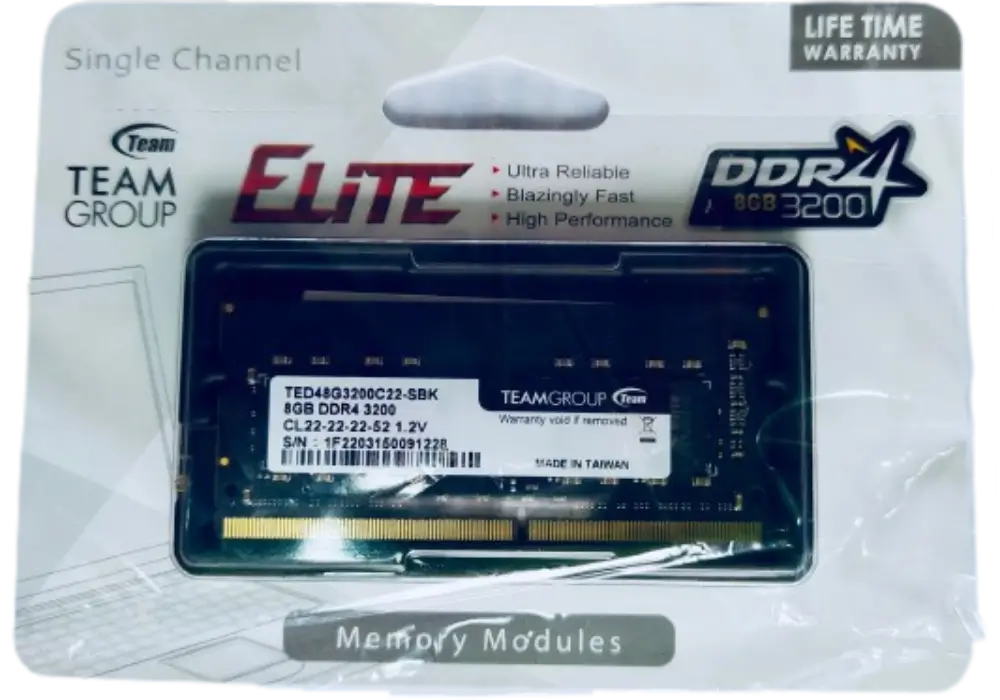 Single Channel
LIFE TIME
WARRANTY
Team
TEAM
GROUP
ELITE
Ultra Reliable
Blazingly Fast
High Performance
DDR4
8GB 3200
TED48G3200C22-SBK
8GB DDR4 3200
CL22-22-22-52 1.2V
S/N : 1F2203150091228
TEAMGROUP Team
Warranty void if removed
MADE IN TAIWAN
Memory Modules